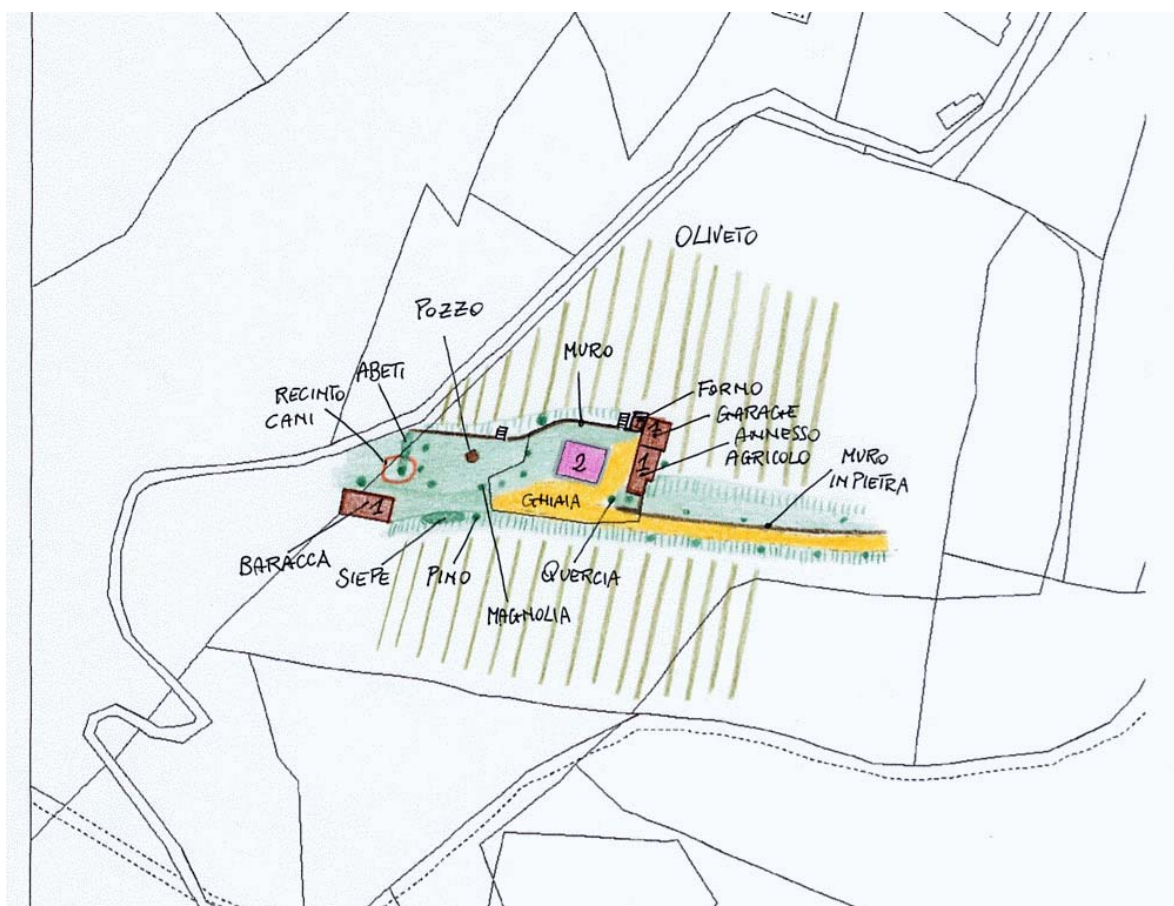 OLIVETO
POZZO
MURO
ABETI
RECINTO
CANI
FORNO
GARAGE
ANNESSO
AGRICOLO
MURO
IN PIETRA
1
2
1
GHIAIA
1
BARACCA
SIEPE
PINO
QUERCIA
MAGNOLIA